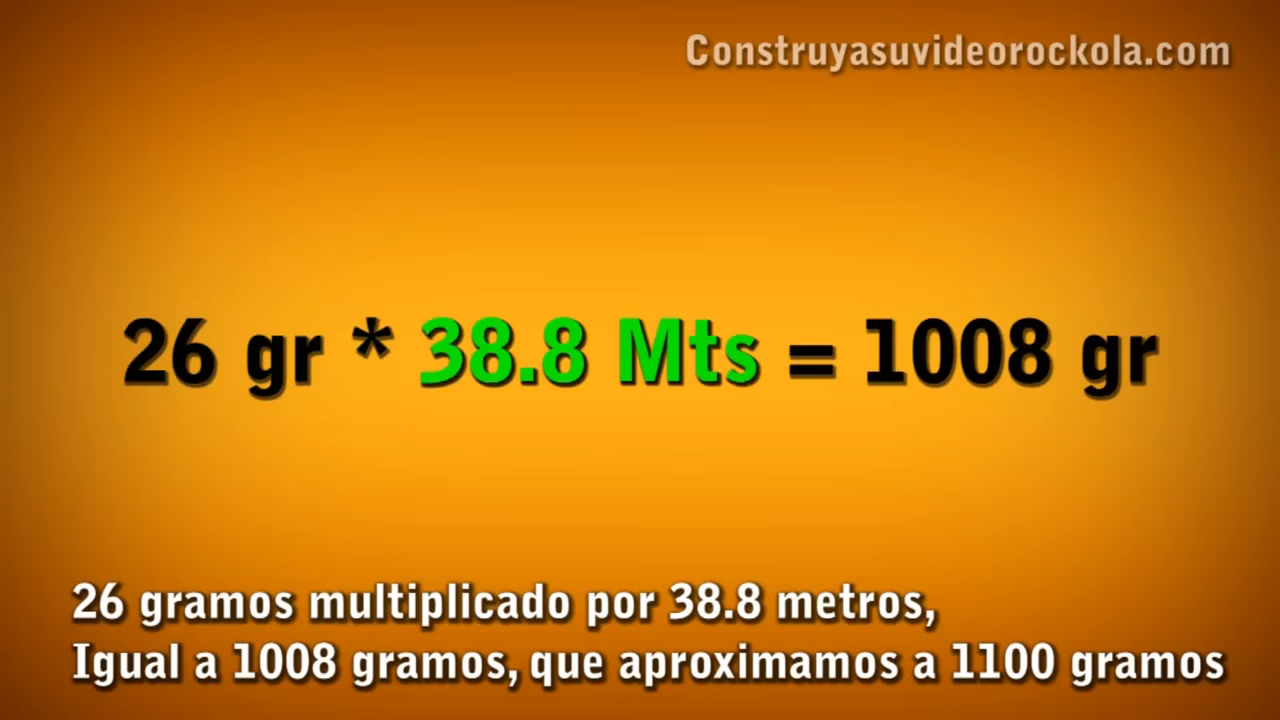 Construyasuvideorockola.com
26 gr * 38.8 Mts = 1008 gr
26 gramos multiplicado por 38.8 metros,
Igual a 1008 gramos, que aproximamos a 1100 gramos